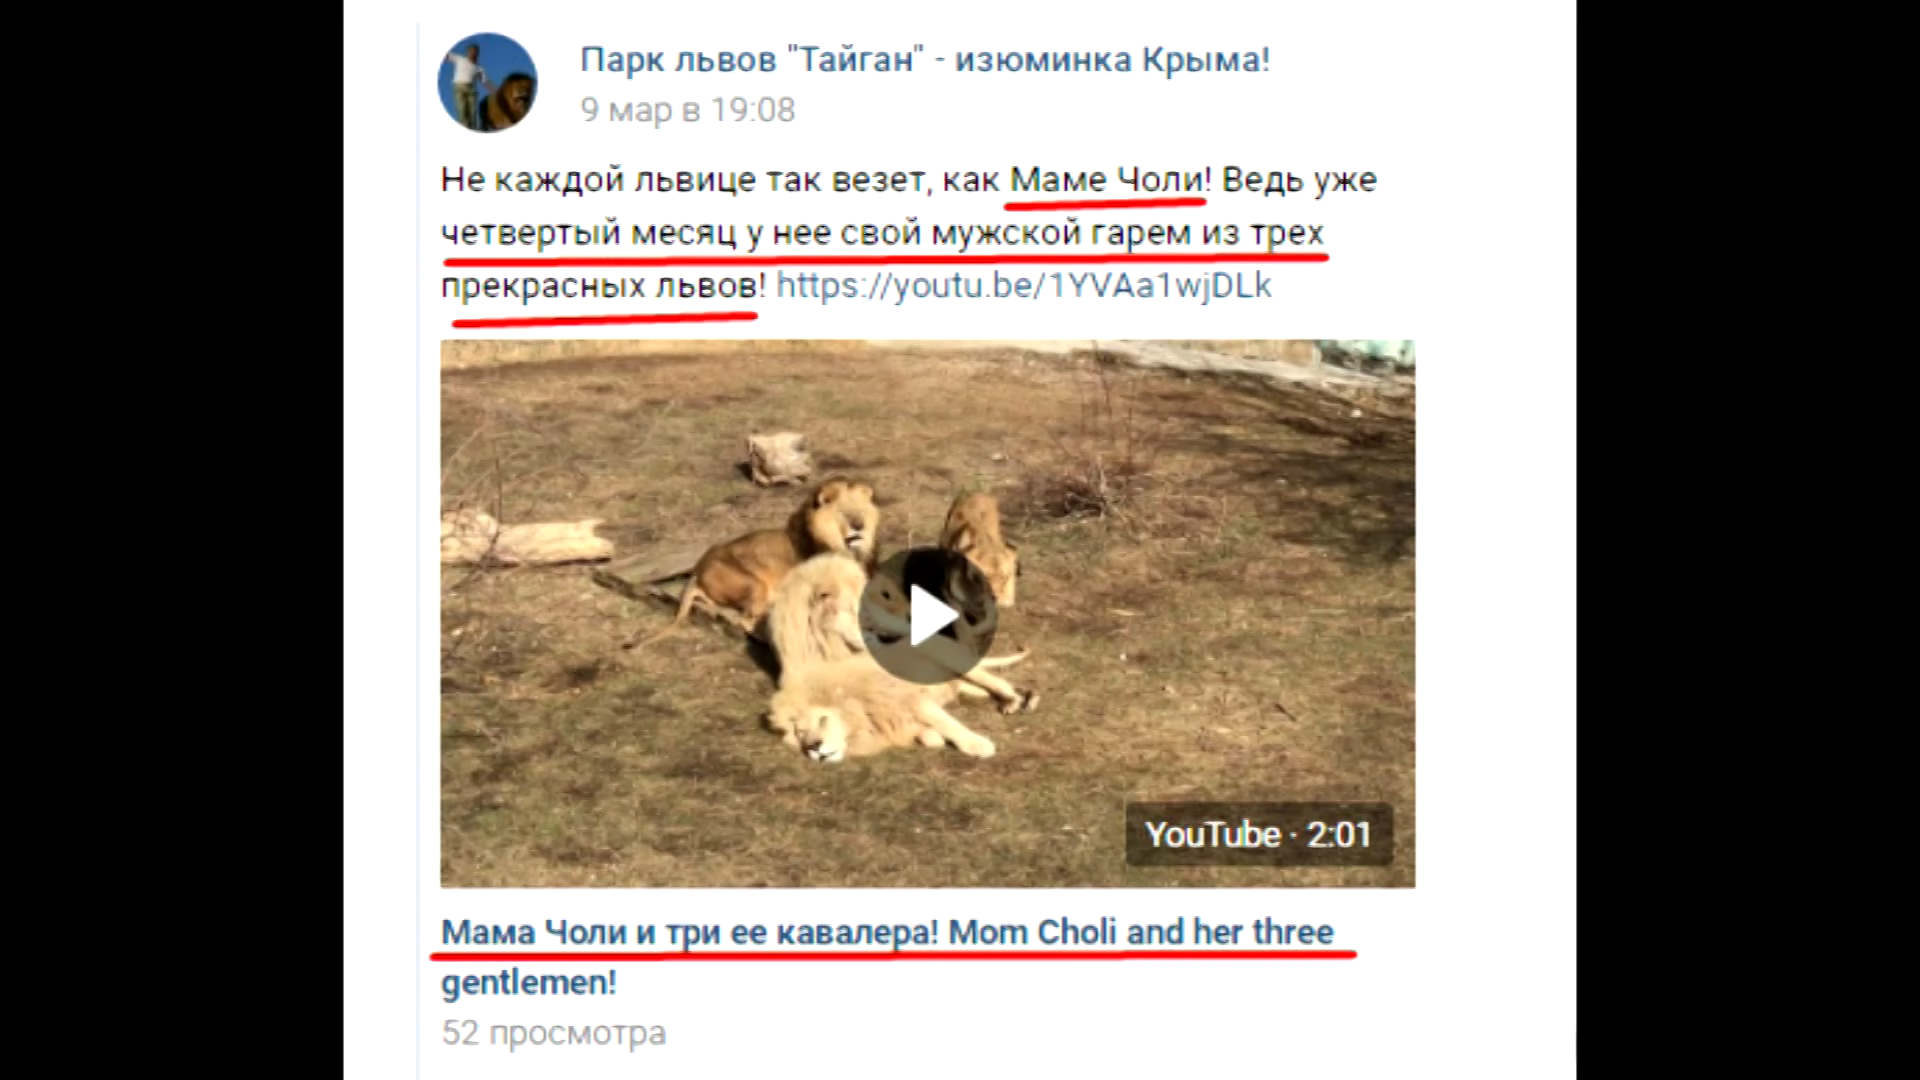 Парк львов "Тайган" - изюминка Крыма!
9 мар в 19:08
Не каждой львице так везет, как Маме Чоли! Ведь уже
четвертый месяц у нее свой мужской гарем из трех
прекрасных львов! https://youtu.be/1YVAa1wjDLk
YouTube · 2:01
Мама Чоли и три ее кавалера! Mom Choli and her three
gentlemen!
52 просмотра